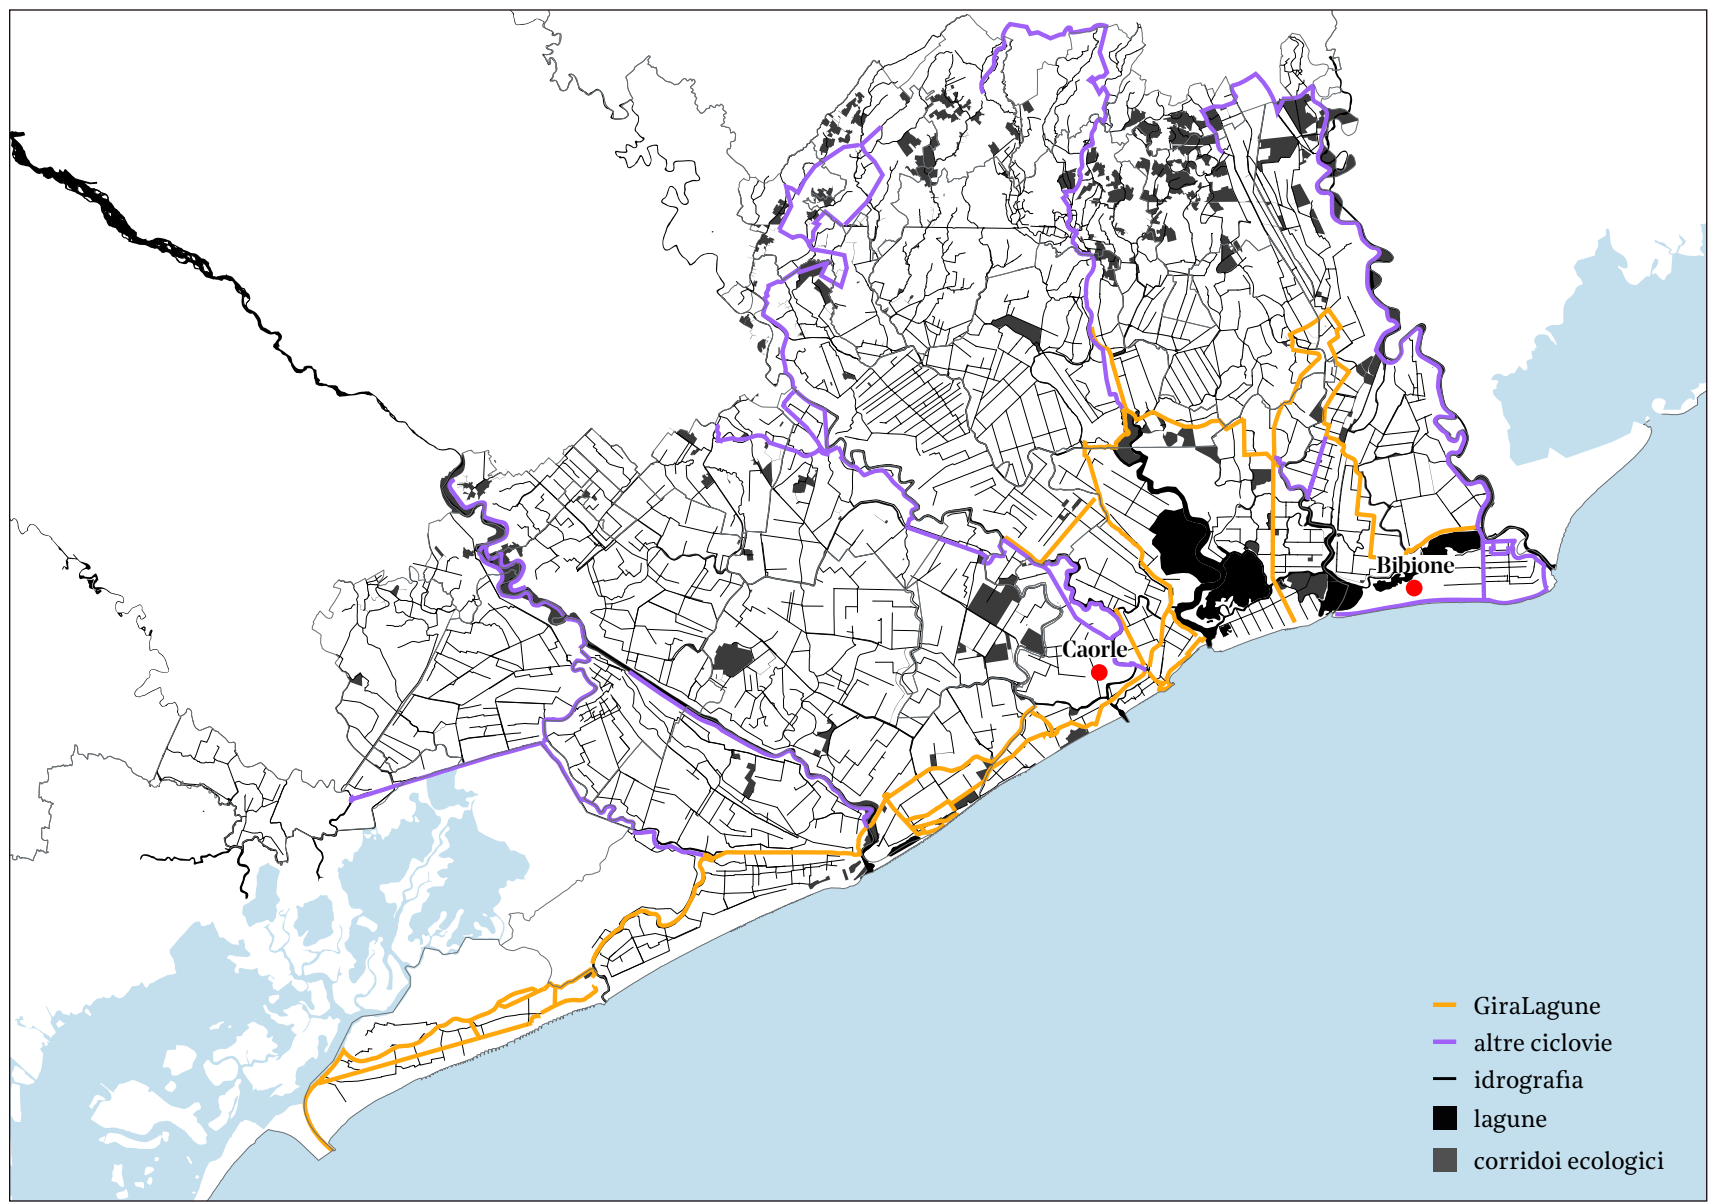 Bibione
Caorle
GiraLagune
altre ciclovie
idrografia
lagune
corridoi ecologici